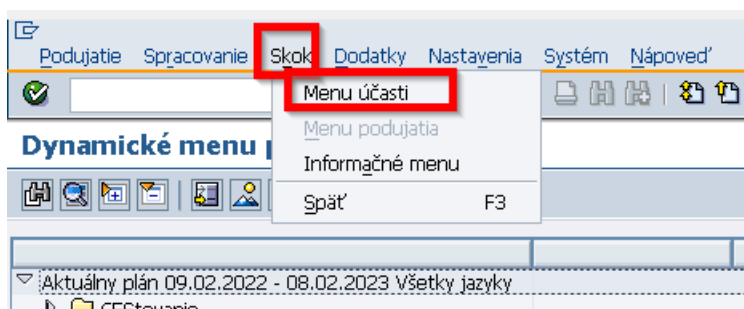 Podujatie Spracovanie Skok Dodatky Nastavenia Systém Nápoveď
Menu účasti
Dynamické menu
Menu podujatia
Informačné menu
Späť F3
Aktuálny plán 09.02.2022 - 08.02.2023 Všetky jazyky